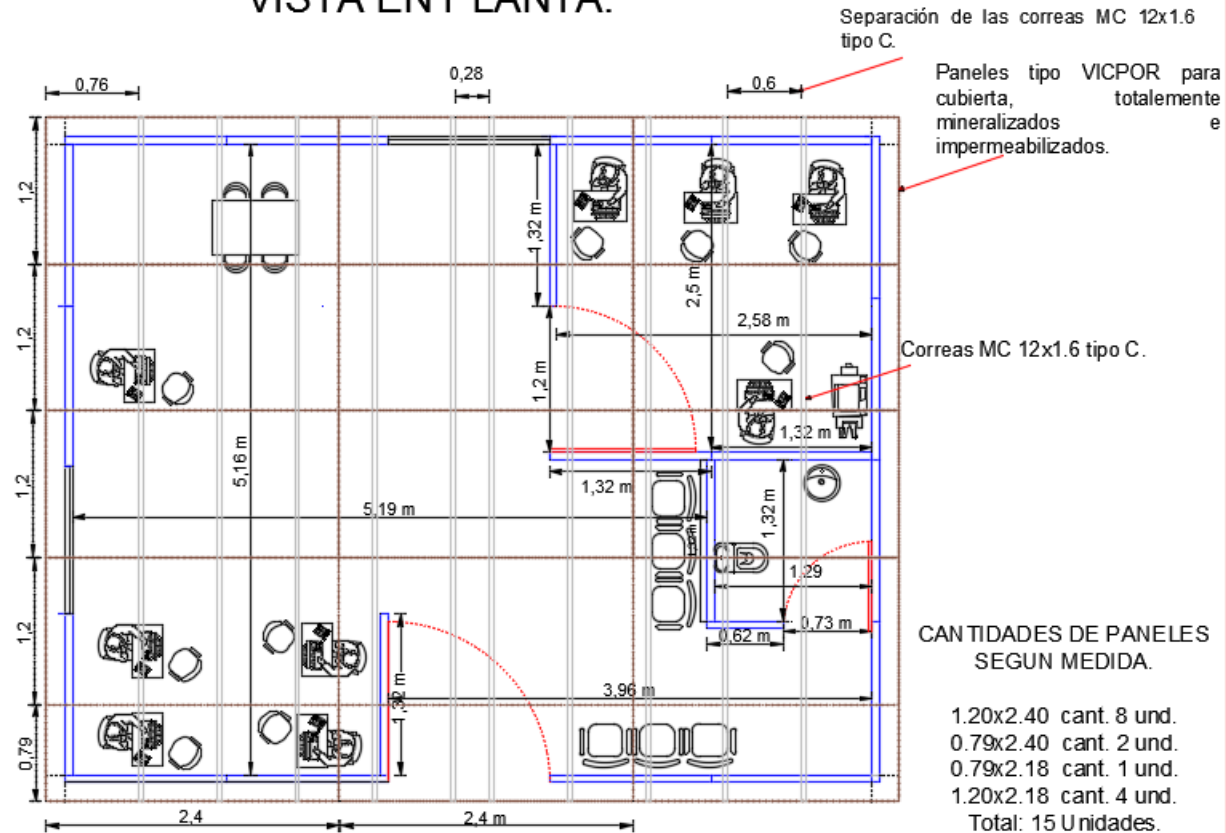 VISTA EN PLANTA.
Separación de las correas MC 12x1.6
tipo C.
Paneles tipo VICPOR para
cubierta, totalemente
mineralizados e
impermeabilizados.
0,76
0,28
0,6
1,2
1,32 m
2,5 m
2,58 m
1,2
1,2 m
Correas MC 12x1.6 tipo C.
1,32 m
5,16 m
1,32 m
1,2
5,19 m
1,32 m
1,29
1,2
0,62 m
0,73 m
3,96 m
1,32 m
0,79
2,4
2,4 m
CANTIDADES DE PANELES
SEGUN MEDIDA.
1.20x2.40 cant. 8 und.
0.79x2.40 cant. 2 und.
0.79x2.18 cant. 1 und.
1.20x2.18 cant. 4 und.
Total: 15 Unidades.